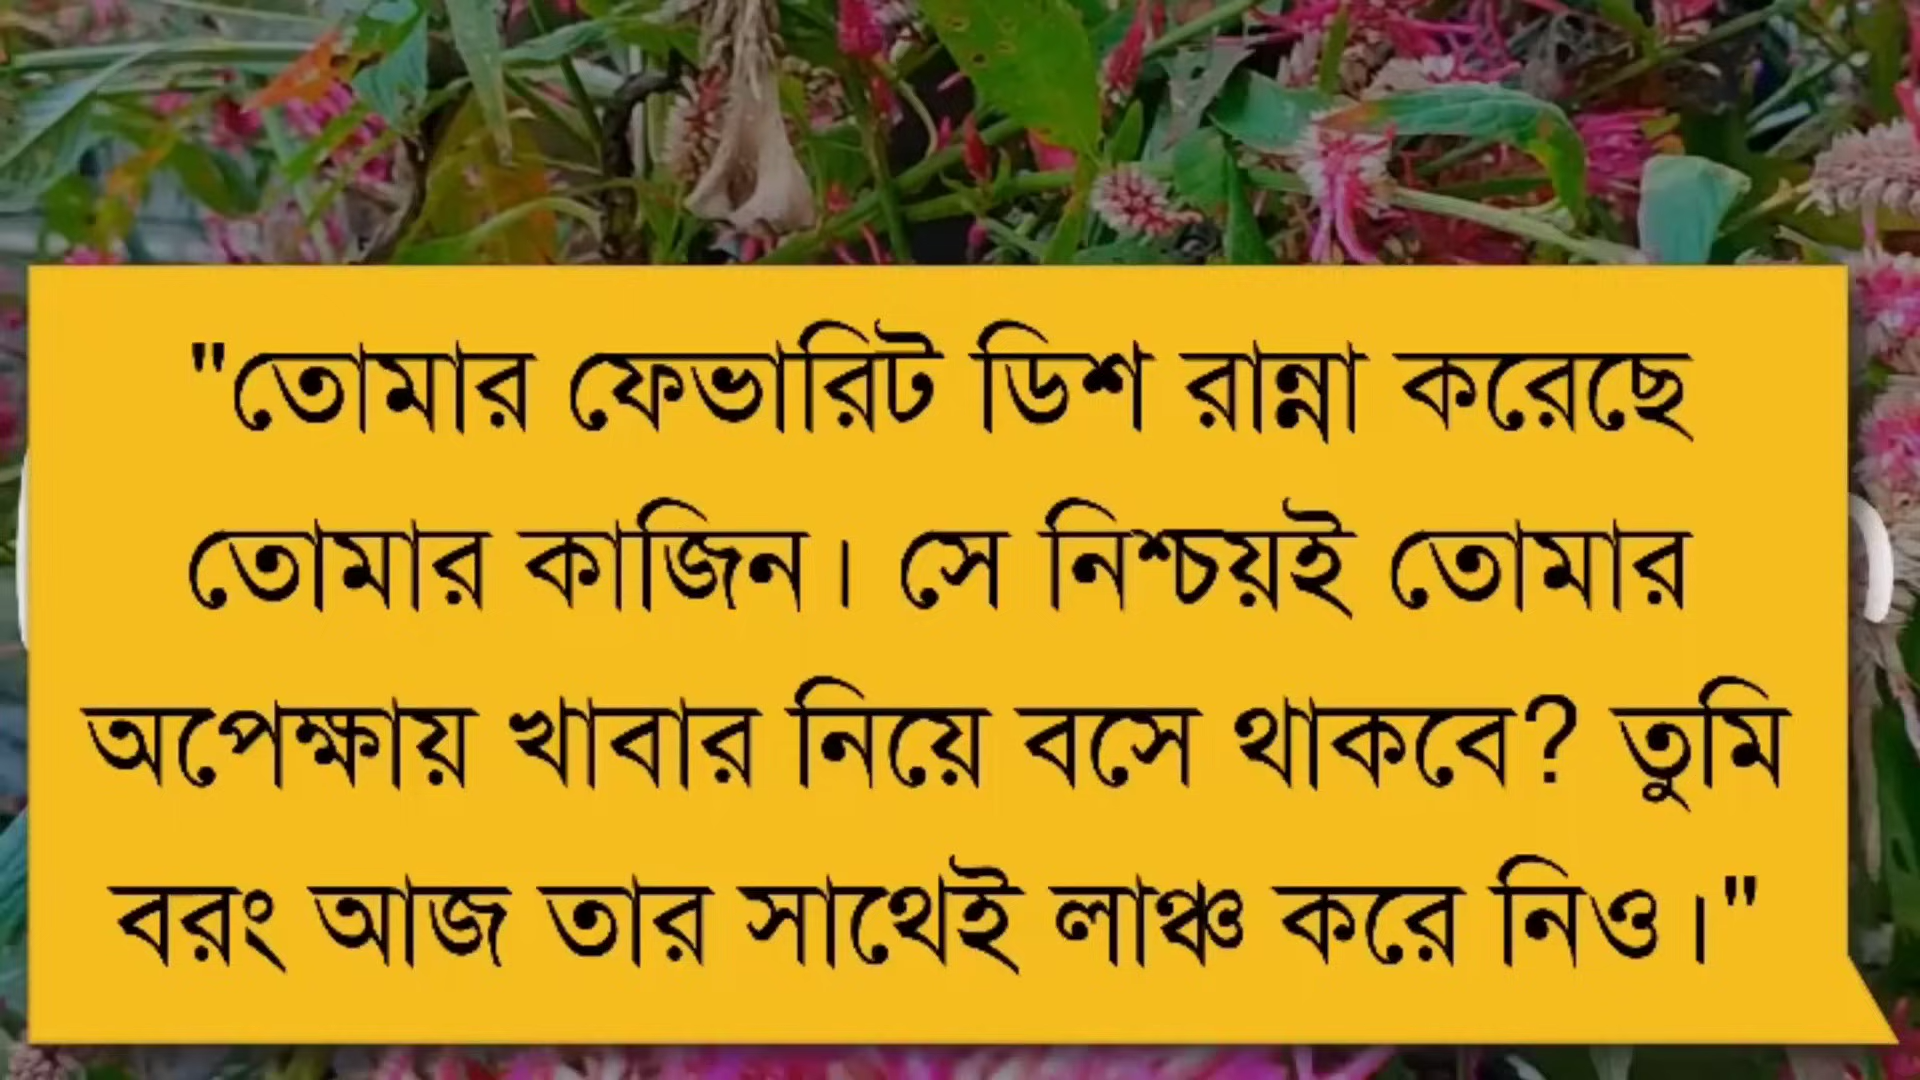 "তোমার ফেভারিট ডিশ রান্না করেছে
তোমার কাজিন। সে নিশ্চয়ই তোমার
অপেক্ষায় খাবার নিয়ে বসে থাকবে? তুমি
বরং আজ তার সাথেই লাঞ্চ করে নিও।"